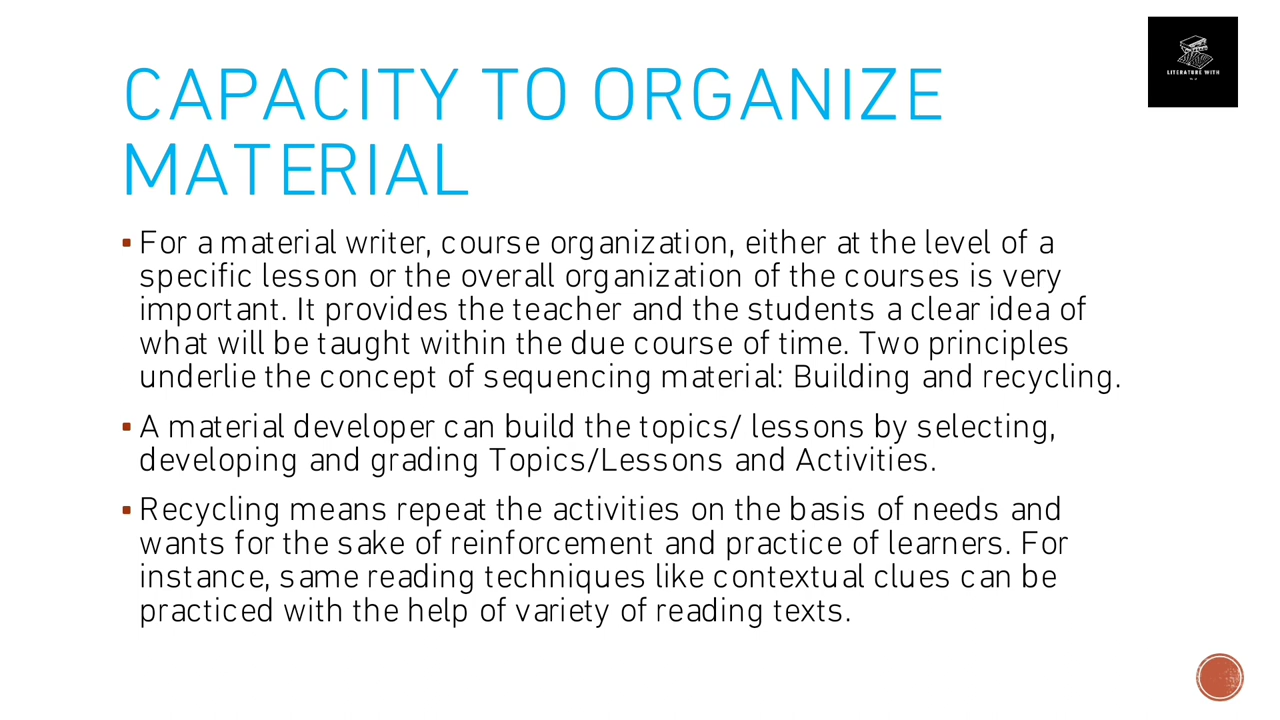 CAPACITY TO ORGANIZE
MATERIAL
LITERATURE WITH
For a material writer, course organization, either at the level of a
specific lesson or the overall organization of the courses is very
important. It provides the teacher and the students a clear idea of
what will be taught within the due course of time. Two principles
underlie the concept of sequencing material: Building and recycling.
A material developer can build the topics/ lessons by selecting,
developing and grading Topics/Lessons and Activities.
Recycling means repeat the activities on the basis of needs and
wants for the sake of reinforcement and practice of learners. For
instance, same reading techniques like contextual clues can be
practiced with the help of variety of reading texts.